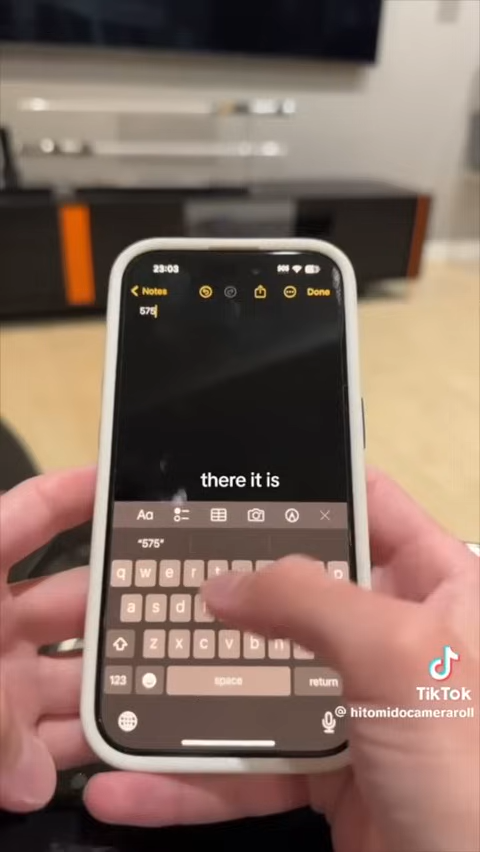 23:03
Notes
Done
575
there it is
Aa
"575"
q w e r t p
a s d
z x c v b n
123 space return
TikTok
@ hitomidocameraroll